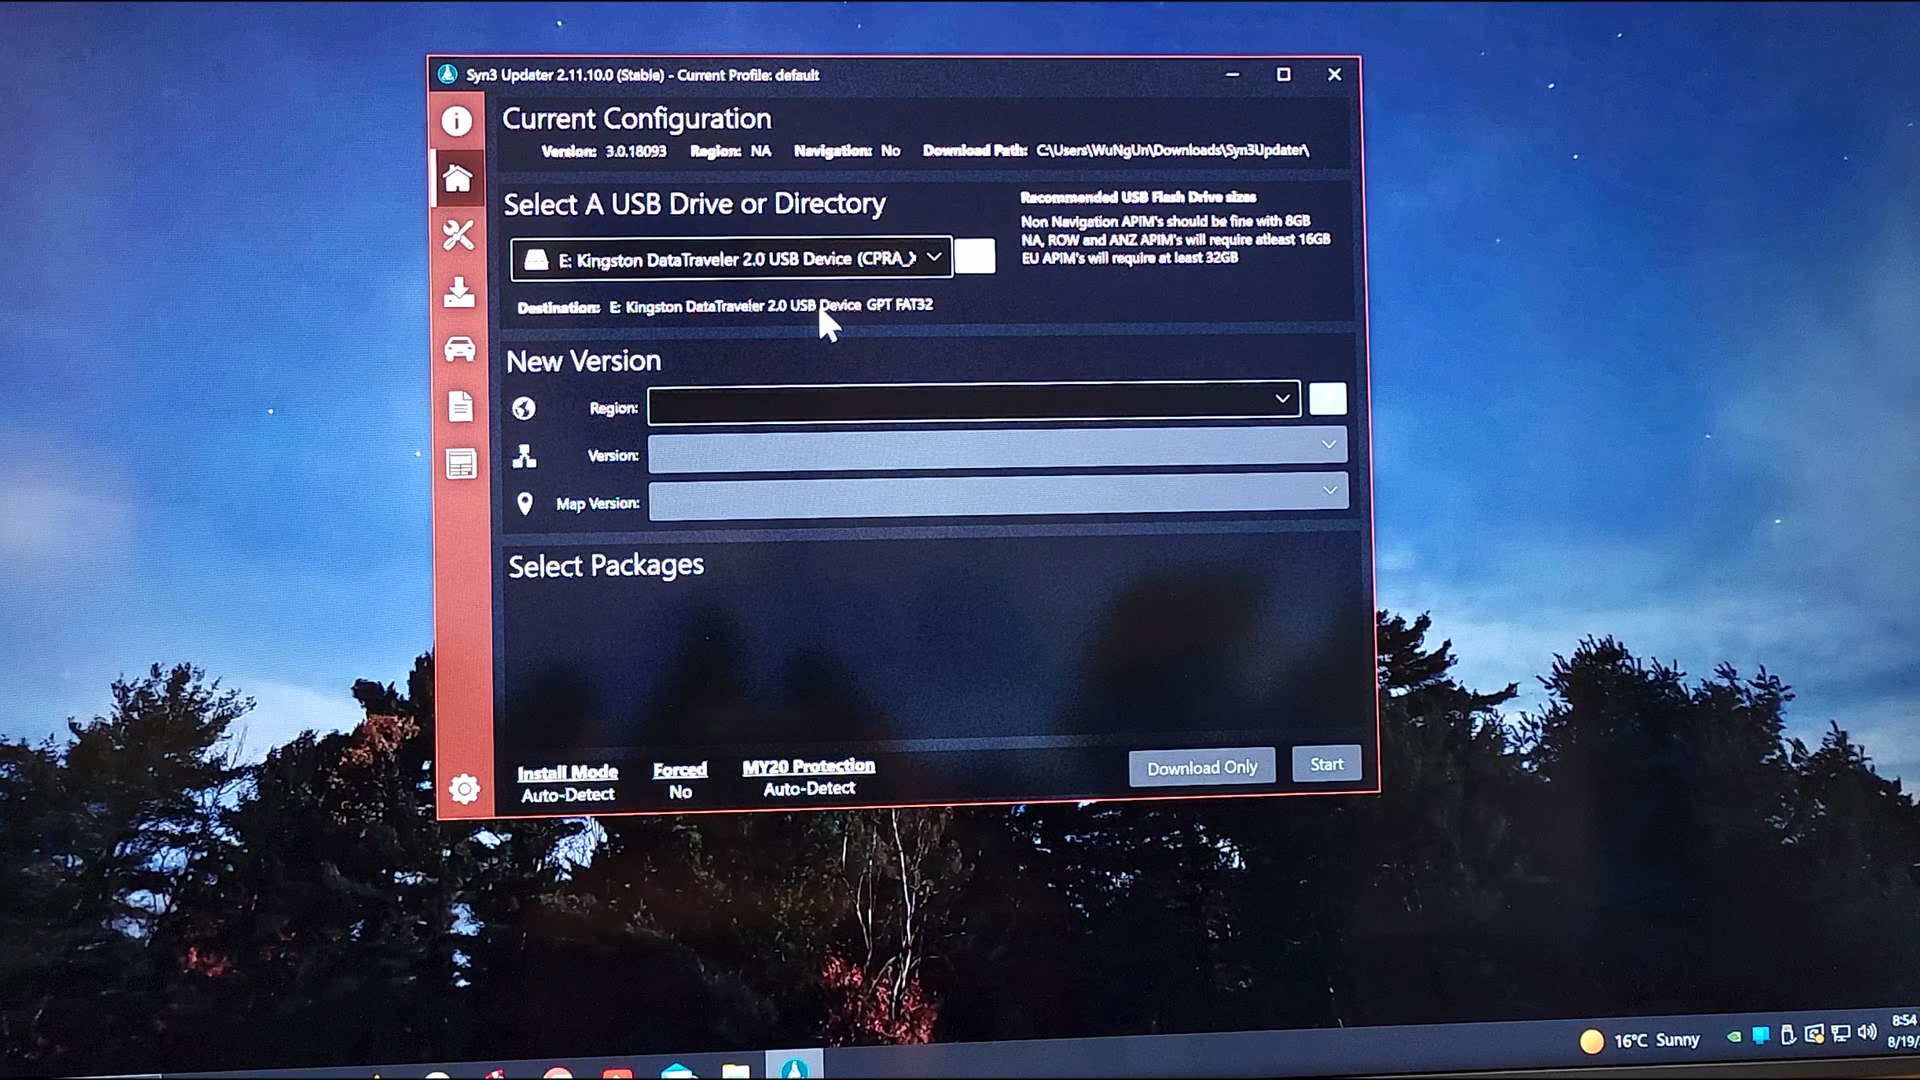 Syn3 Updater 2.11.10.0 (Stable) - Current Profile: default
Current Configuration
Version: 3.0.18093 Region: NA Navigation: No Download Path: C:\Users\WuNgUn\Downloads\Syn3Updater\
Select A USB Drive or Directory
E: Kingston DataTraveler 2.0 USB Device (CPRA_
Destination: E: Kingston DataTraveler 2.0 USB Device GPT FAT32
Recommended USB Flash Drive sizes
Non Navigation APIM's should be fine with 8GB
NA, ROW and ANZ APIM's will require atleast 16GB
EU APIM's will require at least 32GB
New Version
Region:
Version:
Map Version:
Select Packages
Install Mode Forced MY20 Protection
Auto-Detect No Auto-Detect
Download Only Start
16°C Sunny
8:54
8/19/